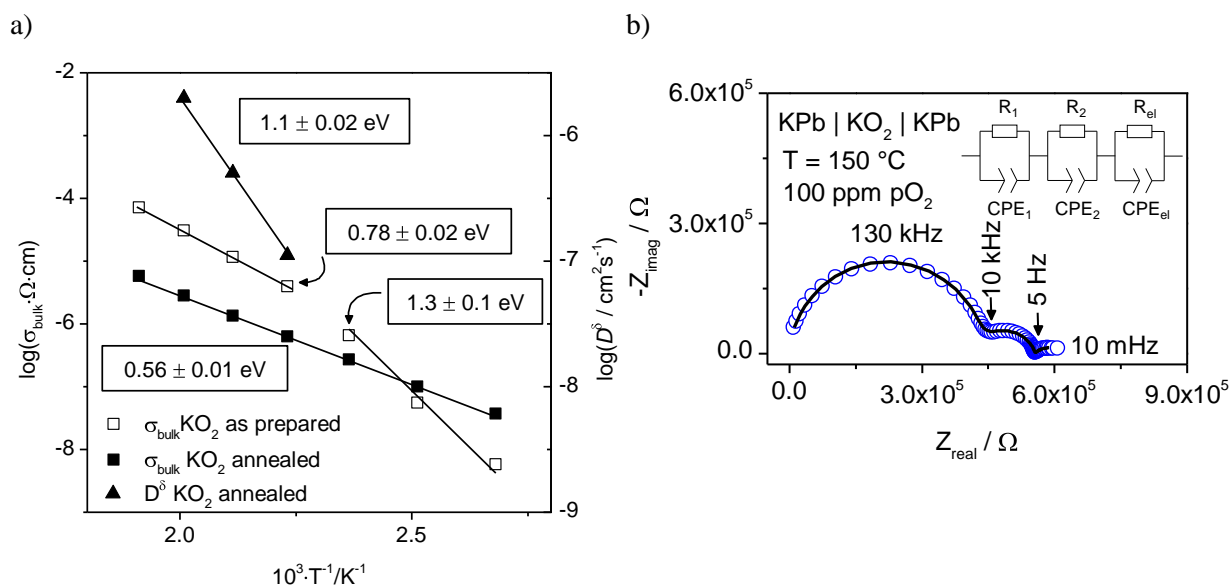 a)
-2
-4
-6
-8
log(σbulk·Ω·cm)
1.1 ± 0.02 eV
0.78 ± 0.02 eV
1.3 ± 0.1 eV
0.56 ± 0.01 eV
□ σbulk KO2 as prepared
■ σbulk KO2 annealed
▲ Dδ KO2 annealed
2.0
2.5
10³·T⁻¹/K⁻¹
-6
-7
-8
-9
log(Dδ / cm²s⁻¹)
b)
6.0x10⁵
3.0x10⁵
0.0
-Zimag / Ω
KPb | KO2 | KPb
T = 150 °C
100 ppm pO2
R1
R2
Rel
CPE1
CPE2
CPEel
130 kHz
10 kHz
5 Hz
10 mHz
0.0
3.0x10⁵
6.0x10⁵
9.0x10⁵
Zreal / Ω